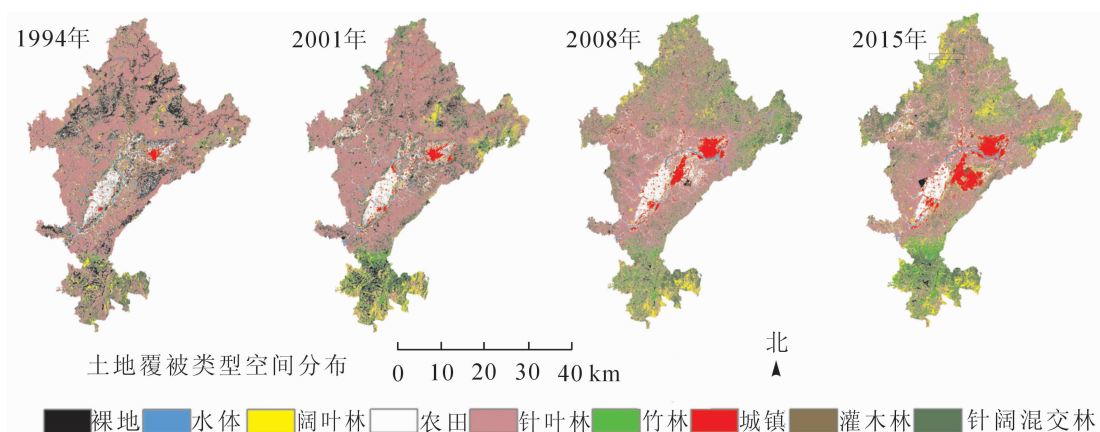 1994年 2001年 2008年 2015年
土地覆被类型空间分布
北
0 10 20 40 km
裸地 水体 阔叶林 农田 针叶林 竹林 城镇 灌木林 针阔混交林